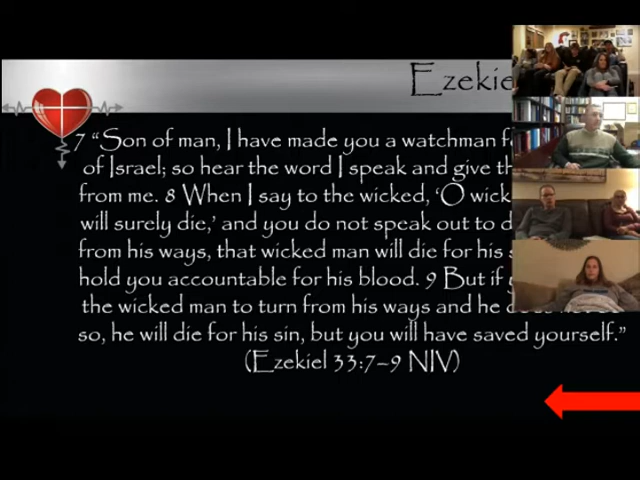 Ezekie
7 “Son of man, I have made you a watchman f
of Israel; so hear the word I speak and give th
from me. 8 When I say to the wicked, ‘O wick
will surely die,’ and you do not speak out to d
from his ways, that wicked man will die for his
hold you accountable for his blood. 9 But if
the wicked man to turn from his ways and he d
so, he will die for his sin, but you will have saved yourself.”
(Ezekiel 33:7–9 NIV)